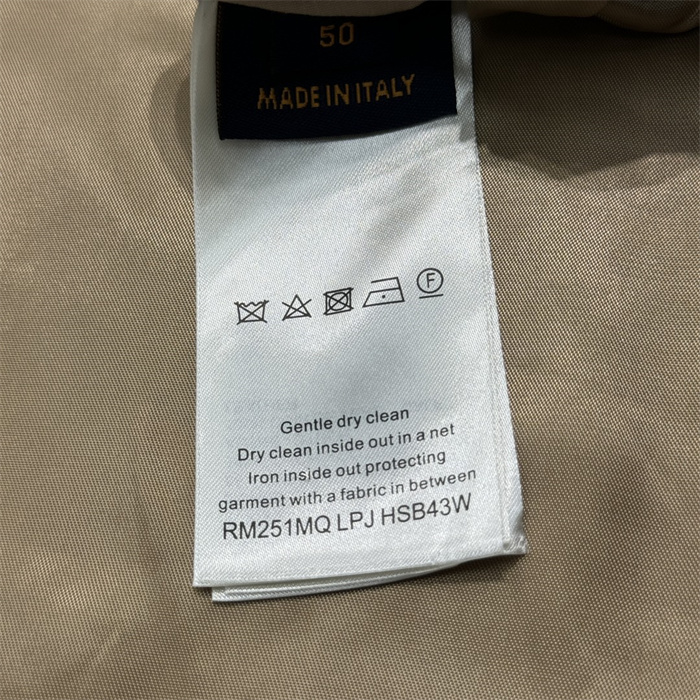 50
MADE IN ITALY
F
Gentle dry clean
Dry clean inside out in a net
Iron inside out protecting
garment with a fabric in between
RM251MQ LPJ HSB43W